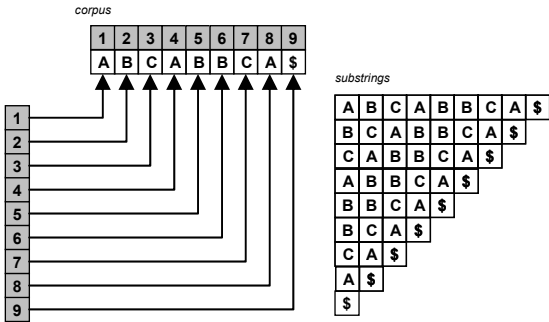 corpus
1 2 3 4 5 6 7 8 9
A B C A B B C A $
substrings
1
2
3
4
5
6
7
8
9
A B C A B B C A $
B C A B B C A $
C A B B C A $
A B B C A $
B B C A $
B C A $
C A $
A $
$